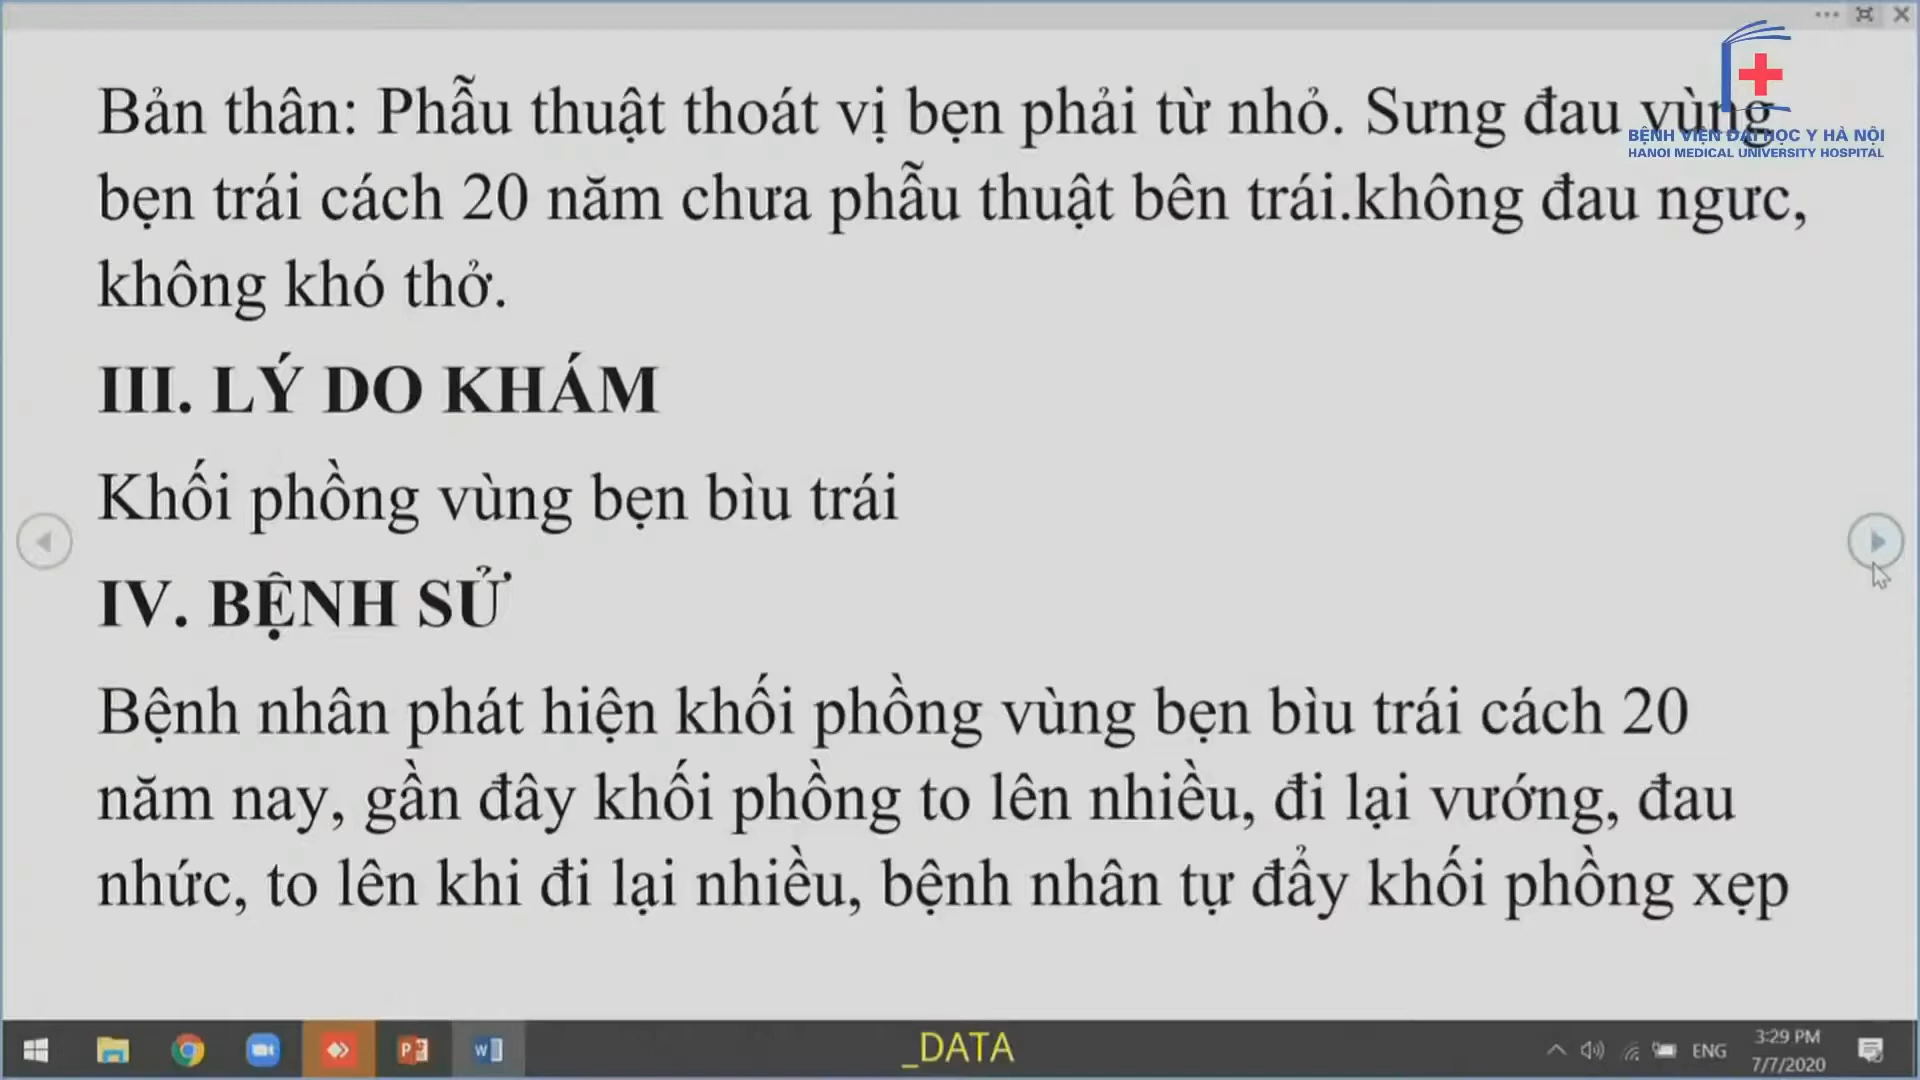 Bản thân: Phẫu thuật thoát vị bẹn phải từ nhỏ. Sưng đau vùng
BỆNH VIỆN ĐẠI HỌC Y HÀ NỘI
HANOI MEDICAL UNIVERSITY HOSPITAL
bẹn trái cách 20 năm chưa phẫu thuật bên trái.không đau ngưc,
không khó thở.
III. LÝ DO KHÁM
Khối phồng vùng bẹn bìu trái
IV. BỆNH SỬ
Bệnh nhân phát hiện khối phồng vùng bẹn bìu trái cách 20
năm nay, gần đây khối phồng to lên nhiều, đi lại vướng, đau
nhức, to lên khi đi lại nhiều, bệnh nhân tự đẩy khối phồng xẹp
_DATA
ENG
3:29 PM
7/7/2020